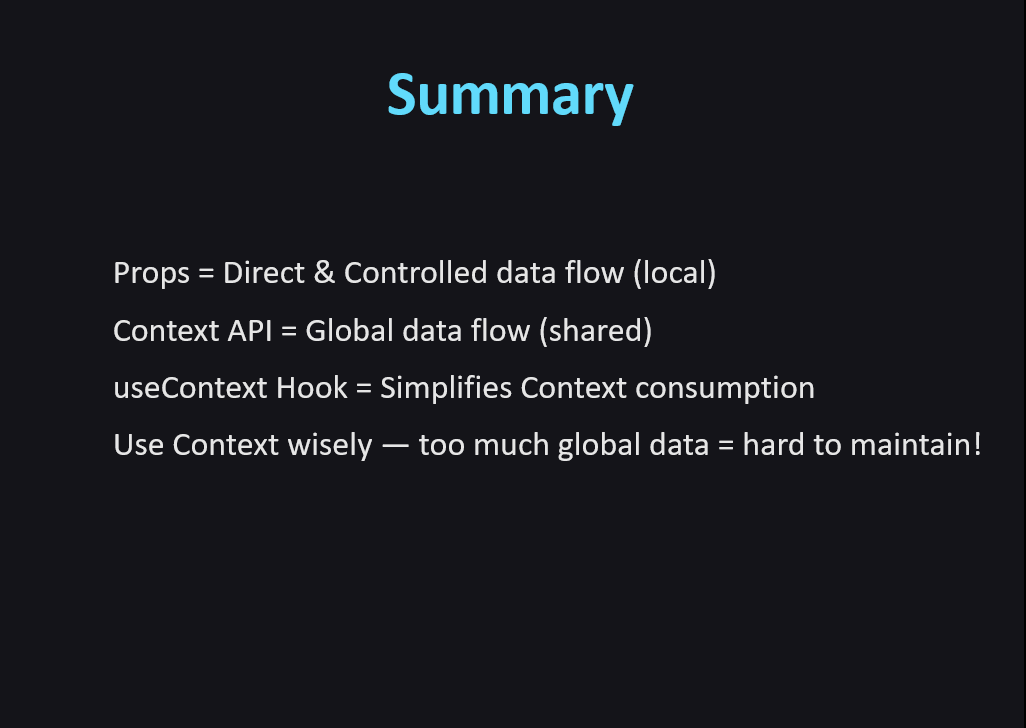 Summary
Props = Direct & Controlled data flow (local)
Context API = Global data flow (shared)
useContext Hook = Simplifies Context consumption
Use Context wisely — too much global data = hard to maintain!